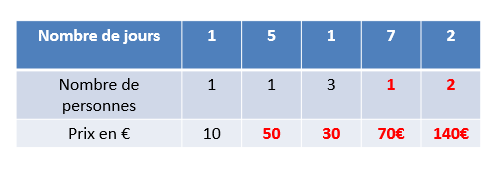 Nombre de jours 1 5 1 7 2
Nombre de personnes 1 1 3 1 2
Prix en € 10 50 30 70€ 140€